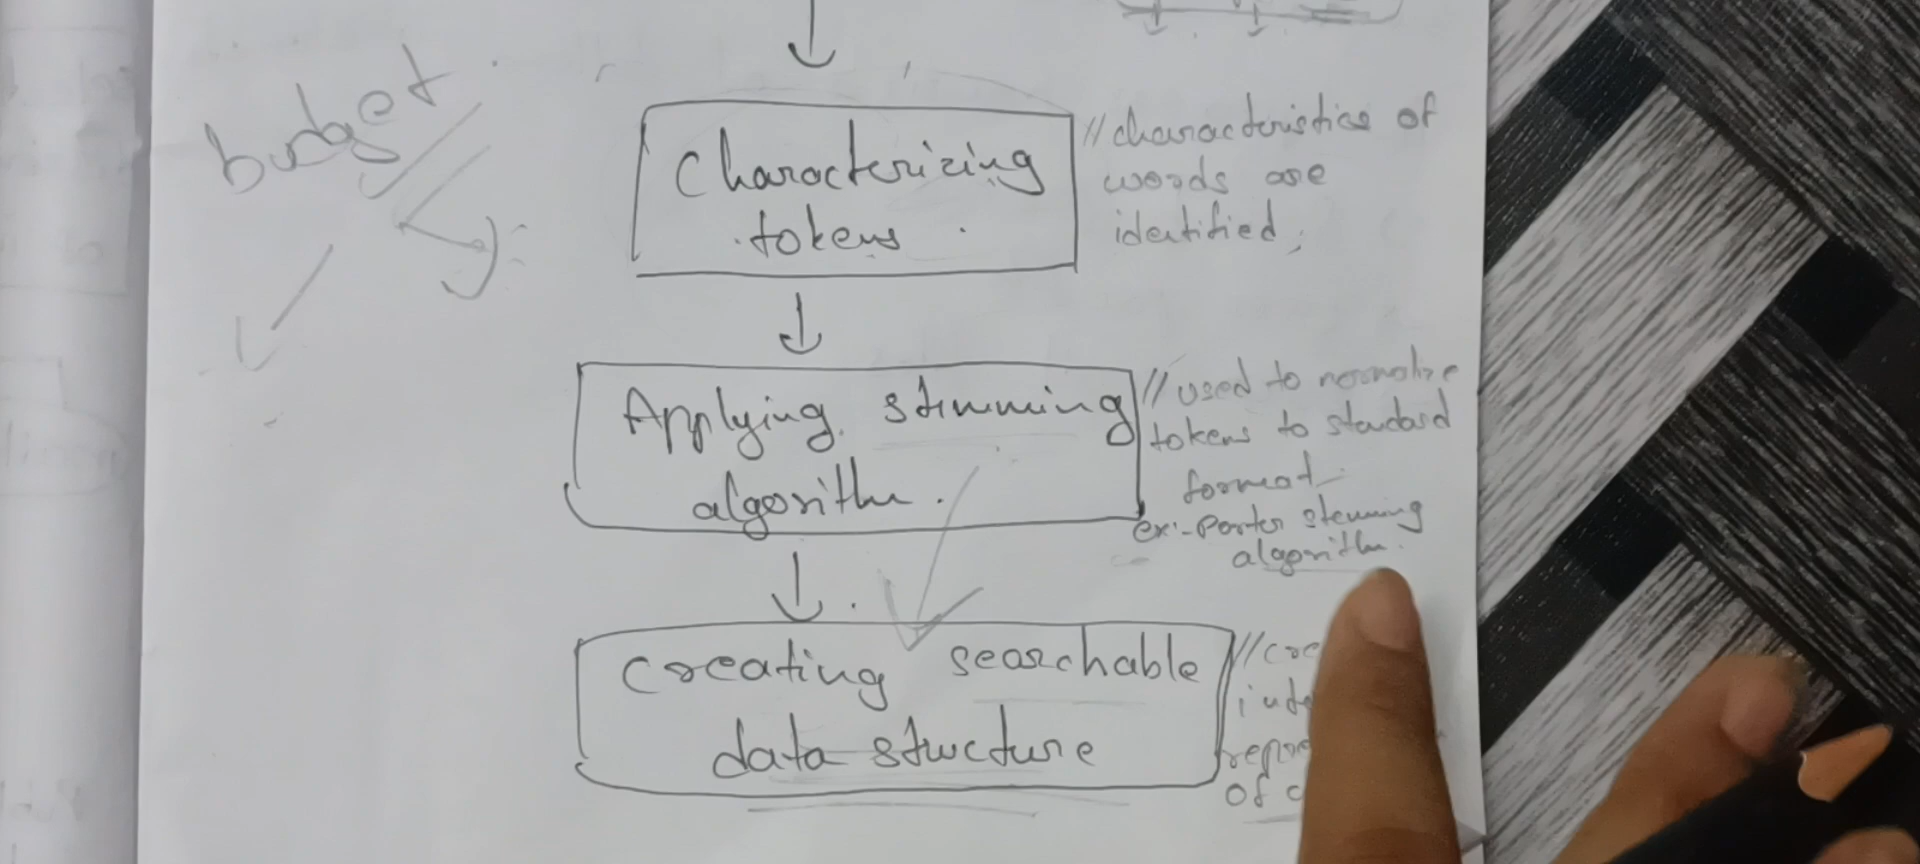 budget
Characterizing
tokens
//characteristics of
words are
identified,
Applying stemming
algorithm.
//used to normalize
tokens to standard
format
ex:- Porter stemming
algorithm.
Creating searchable
data structure
of